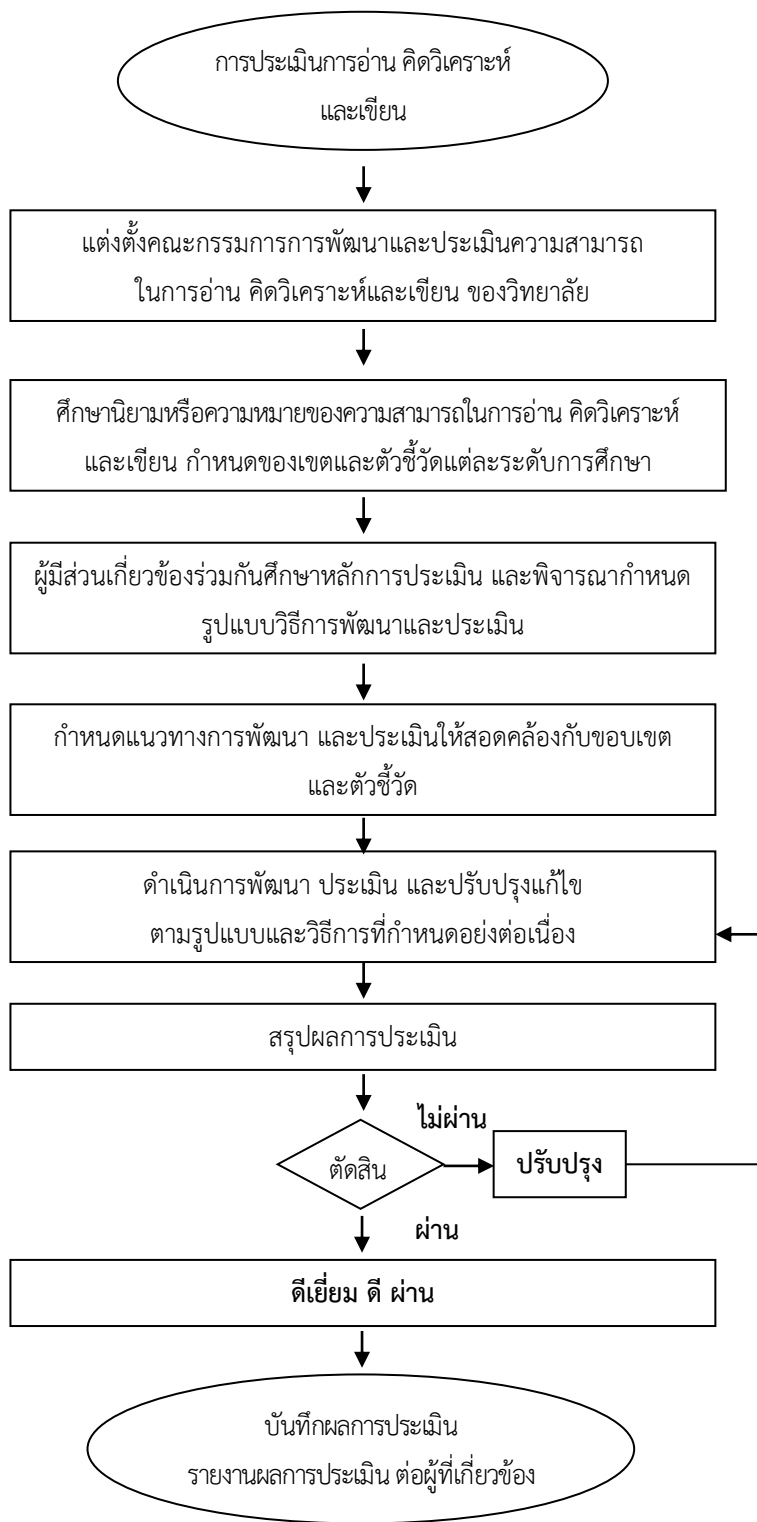 การประเมินการอ่าน คิดวิเคราะห์
และเขียน
แต่งตั้งคณะกรรมการการพัฒนาและประเมินความสามารถ
ในการอ่าน คิดวิเคราะห์และเขียน ของวิทยาลัย
ศึกษานิยามหรือความหมายของความสามารถในการอ่าน คิดวิเคราะห์
และเขียน กำหนดของเขตและตัวชี้วัดแต่ละระดับการศึกษา
ผู้มีส่วนเกี่ยวข้องร่วมกันศึกษาหลักการประเมิน และพิจารณากำหนด
รูปแบบวิธีการพัฒนาและประเมิน
กำหนดแนวทางการพัฒนา และประเมินให้สอดคล้องกับขอบเขต
และตัวชี้วัด
ดำเนินการพัฒนา ประเมิน และปรับปรุงแก้ไข
ตามรูปแบบและวิธีการที่กำหนดอย่งต่อเนื่อง
สรุปผลการประเมิน
ไม่ผ่าน
ตัดสิน
ปรับปรุง
ผ่าน
ดีเยี่ยม ดี ผ่าน
บันทึกผลการประเมิน
รายงานผลการประเมิน ต่อผู้ที่เกี่ยวข้อง